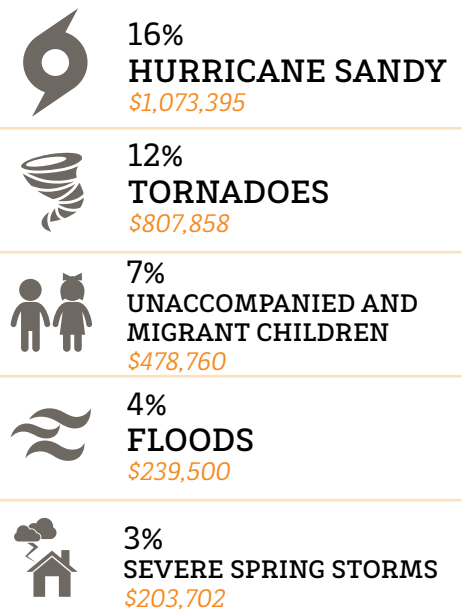 16%
HURRICANE SANDY
$1,073,395
12%
TORNADOES
$807,858
7%
UNACCOMPANIED AND
MIGRANT CHILDREN
$478,760
4%
FLOODS
$239,500
3%
SEVERE SPRING STORMS
$203,702